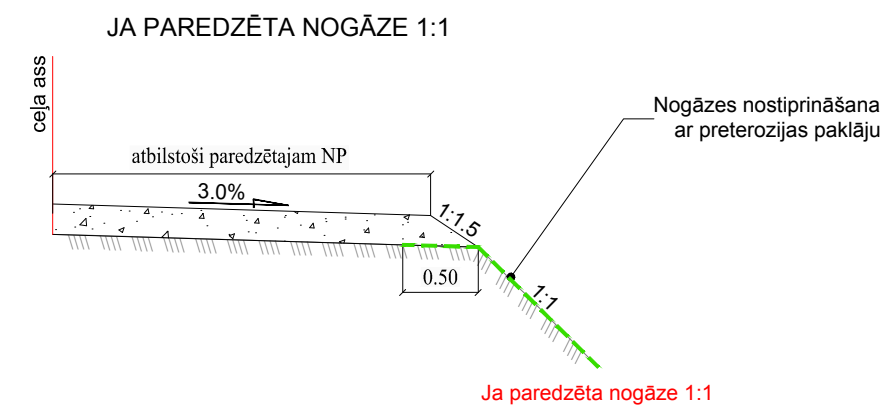 JA PAREDZĒTA NOGĀZE 1:1
ceļa ass
Nogāzes nostiprināšana
ar preterozijas paklāju
atbilstoši paredzētajam NP
3.0%
1:1.5
0.50
1:1
Ja paredzēta nogāze 1:1